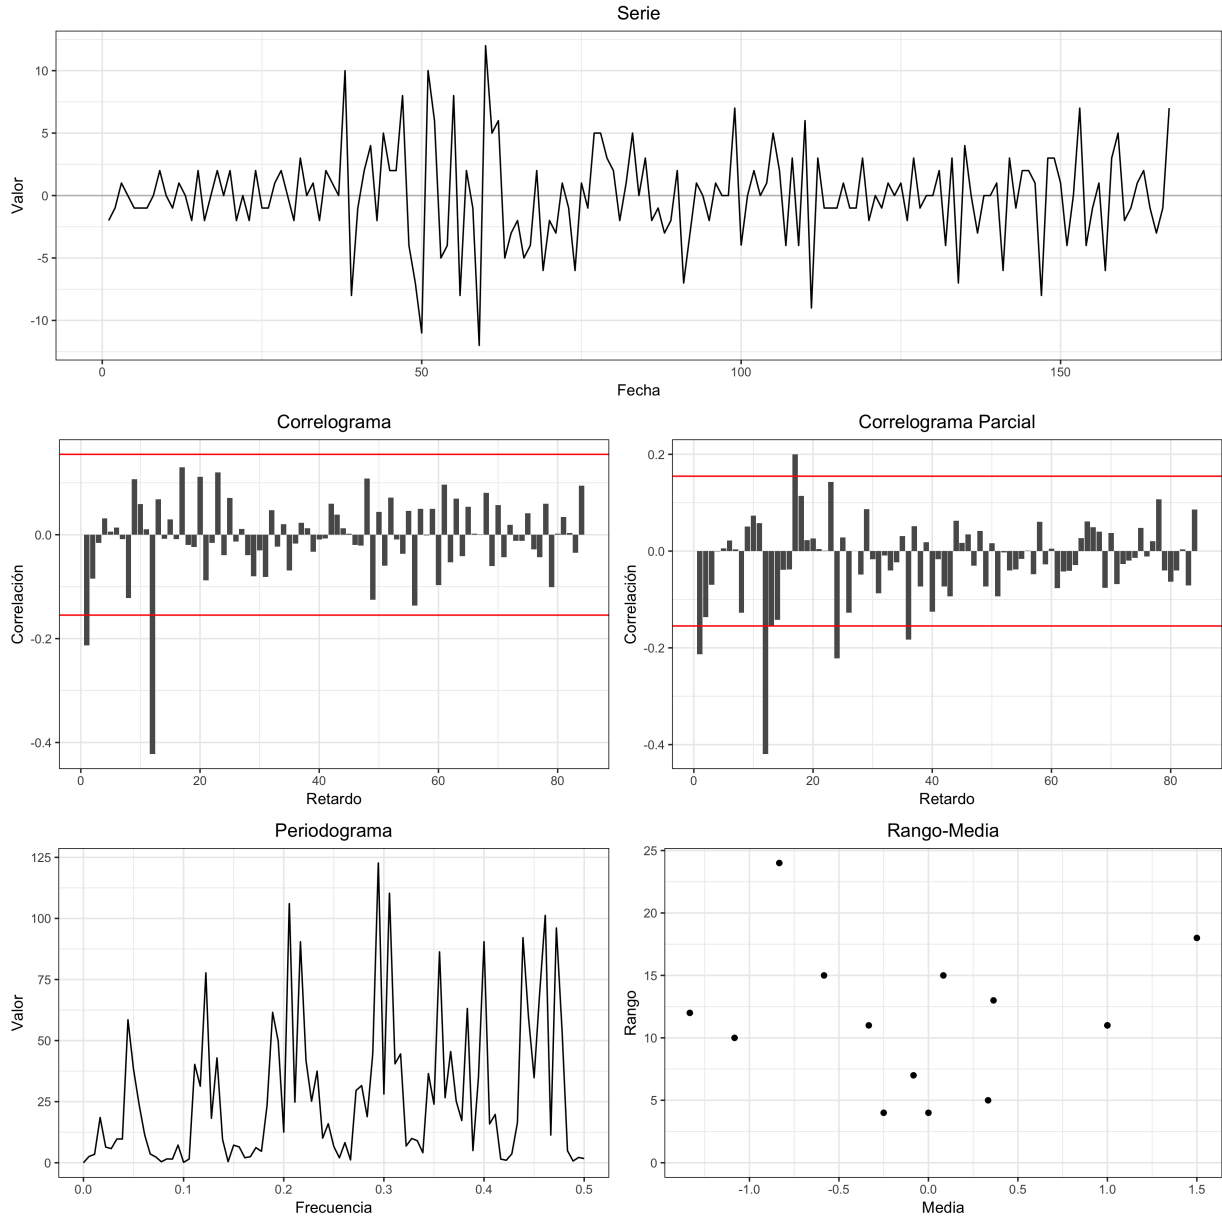 Serie
Valor
10
5
0
-5
-10
0 50 100 150
Fecha
Correlograma
Correlación
0.0
-0.2
-0.4
0 20 40 60 80
Retardo
Correlograma Parcial
Correlación
0.2
0.0
-0.2
-0.4
0 20 40 60 80
Retardo
Periodograma
Valor
125
100
75
50
25
0
0.0 0.1 0.2 0.3 0.4 0.5
Frecuencia
Rango-Media
Rango
25
20
15
10
5
0
-1.0 -0.5 0.0 0.5 1.0 1.5
Media